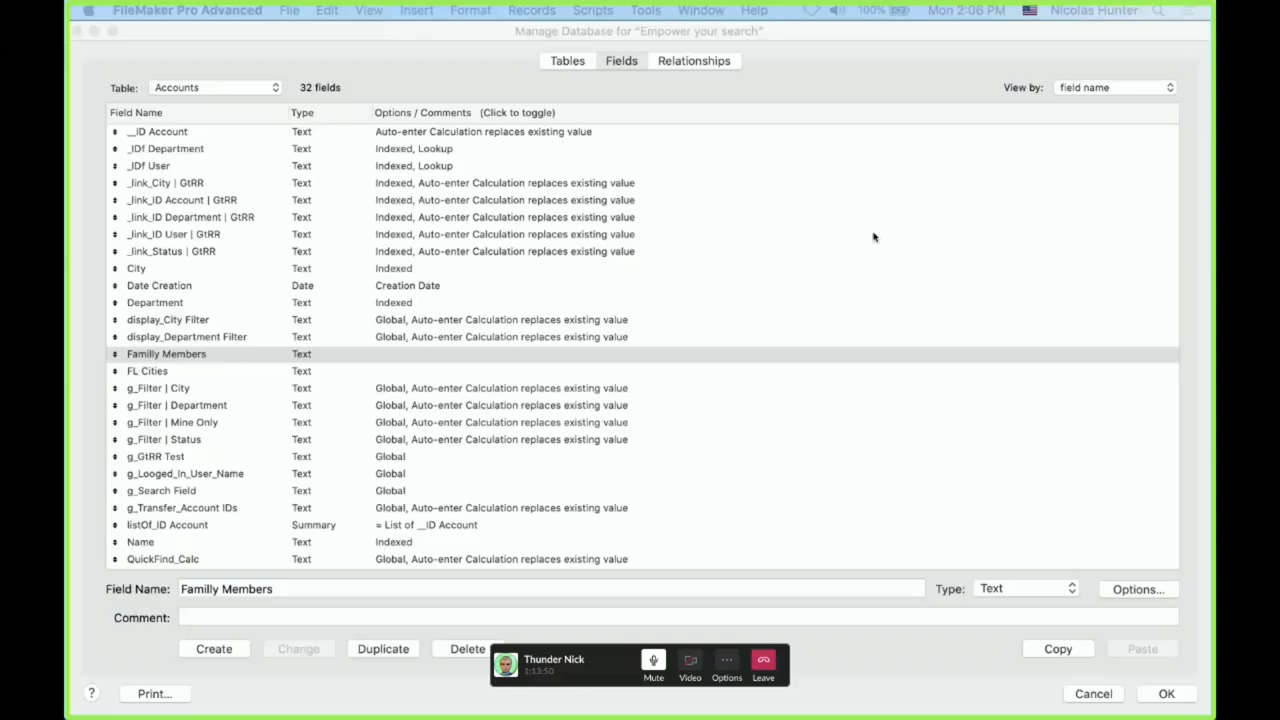 FileMaker Pro Advanced File Edit View Insert Format Records Scripts Tools Window Help 100% Mon 2:06 PM Nicolas Hunter
Manage Database for "Empower your search"
Tables Fields Relationships
Table: Accounts 32 fields View by: field name
Field Name Type Options / Comments (Click to toggle)
__ID Account Text Auto-enter Calculation replaces existing value
_IDf Department Text Indexed, Lookup
_IDf User Text Indexed, Lookup
_link_City | GtRR Text Indexed, Auto-enter Calculation replaces existing value
_link_ID Account | GtRR Text Indexed, Auto-enter Calculation replaces existing value
_link_ID Department | GtRR Text Indexed, Auto-enter Calculation replaces existing value
_link_ID User | GtRR Text Indexed, Auto-enter Calculation replaces existing value
_link_Status | GtRR Text Indexed, Auto-enter Calculation replaces existing value
City Text Indexed
Date Creation Date Creation Date
Department Text Indexed
display_City Filter Text Global, Auto-enter Calculation replaces existing value
display_Department Filter Text Global, Auto-enter Calculation replaces existing value
Familly Members Text
FL Cities Text
g_Filter | City Text Global, Auto-enter Calculation replaces existing value
g_Filter | Department Text Global, Auto-enter Calculation replaces existing value
g_Filter | Mine Only Text Global, Auto-enter Calculation replaces existing value
g_Filter | Status Text Global, Auto-enter Calculation replaces existing value
g_GtRR Test Text Global
g_Looged_In_User_Name Text Global
g_Search Field Text Global
g_Transfer_Account IDs Text Global, Auto-enter Calculation replaces existing value
listOf_ID Account Summary = List of __ID Account
Name Text Indexed
QuickFind_Calc Text Global, Auto-enter Calculation replaces existing value
Field Name: Familly Members Type: Text Options...
Comment:
Create Change Duplicate Delete Copy Paste
Thunder Nick
1:13:50
Mute Video Options Leave
? Print... Cancel OK